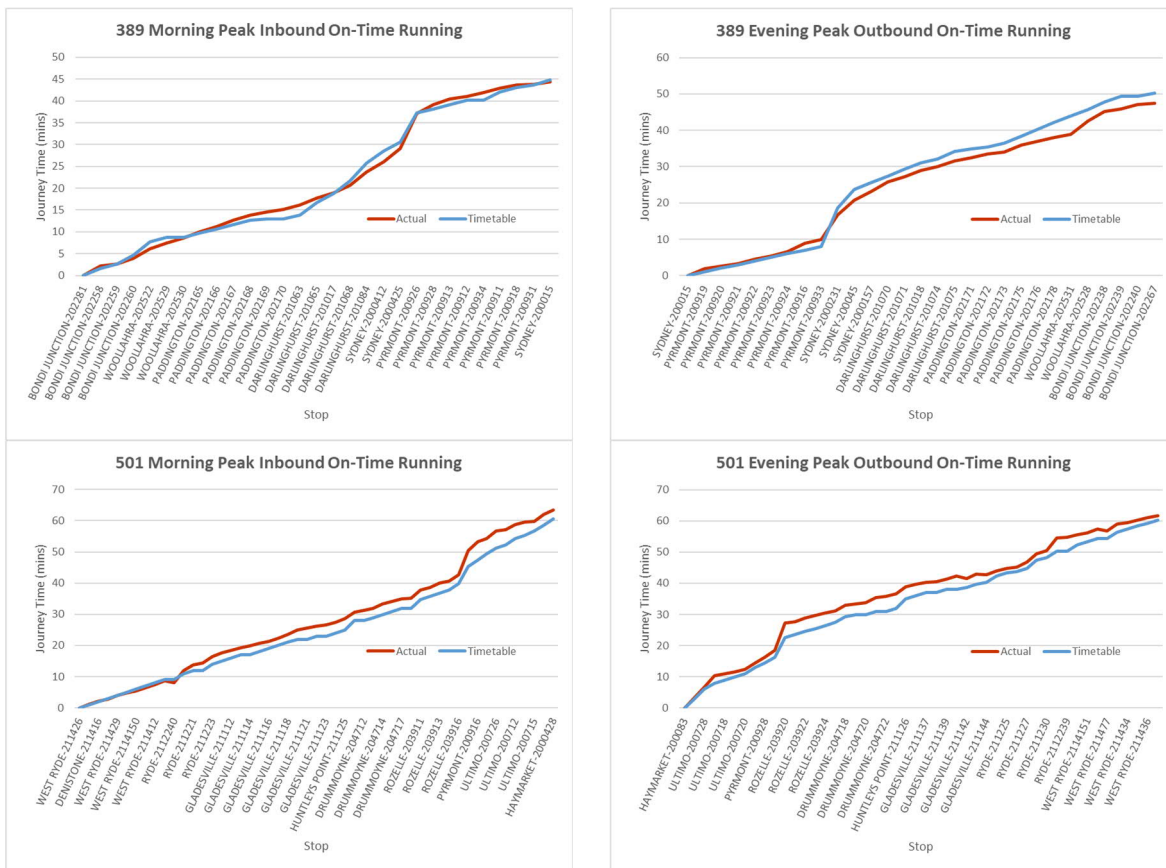 389 Morning Peak Inbound On-Time Running
50
45
40
35
30
25
20
15
10
5
0
Journey Time (mins)
Actual
Timetable
BONDI JUNCTION-202281
BONDI JUNCTION-202258
BONDI JUNCTION-202259
BONDI JUNCTION-202260
WOOLLAHRA-202522
WOOLLAHRA-202529
WOOLLAHRA-202530
PADDINGTON-202165
PADDINGTON-202166
PADDINGTON-202167
PADDINGTON-202168
PADDINGTON-202169
PADDINGTON-202170
DARLINGHURST-201063
DARLINGHURST-201065
DARLINGHURST-201017
DARLINGHURST-201068
DARLINGHURST-201084
SYDNEY-200412
SYDNEY-200425
PYRMONT-200926
PYRMONT-200928
PYRMONT-200913
PYRMONT-200912
PYRMONT-200934
PYRMONT-200911
PYRMONT-200918
PYRMONT-200931
SYDNEY-200015
Stop
389 Evening Peak Outbound On-Time Running
60
50
40
30
20
10
0
Journey Time (mins)
Actual
Timetable
SYDNEY-200015
PYRMONT-200919
PYRMONT-200920
PYRMONT-200921
PYRMONT-200922
PYRMONT-200923
PYRMONT-200924
PYRMONT-200916
PYRMONT-200933
SYDNEY-200231
SYDNEY-200045
SYDNEY-200157
DARLINGHURST-201070
DARLINGHURST-201071
DARLINGHURST-201018
DARLINGHURST-201074
DARLINGHURST-201075
PADDINGTON-202171
PADDINGTON-202172
PADDINGTON-202173
PADDINGTON-202175
PADDINGTON-202176
PADDINGTON-202178
WOOLLAHRA-202531
WOOLLAHRA-202528
BONDI JUNCTION-202238
BONDI JUNCTION-202239
BONDI JUNCTION-202240
BONDI JUNCTION-202267
Stop
501 Morning Peak Inbound On-Time Running
70
60
50
40
30
20
10
0
Journey Time (mins)
Actual
Timetable
WEST RYDE-211426
DENISTONE-211416
WEST RYDE-211429
WEST RYDE-2114150
WEST RYDE-211412
RYDE-2112240
RYDE-211221
RYDE-211223
GLADESVILLE-211112
GLADESVILLE-211114
GLADESVILLE-211116
GLADESVILLE-211118
GLADESVILLE-211121
GLADESVILLE-211123
HUNTLEYS POINT-211125
DRUMMOYNE-204712
DRUMMOYNE-204714
DRUMMOYNE-204717
ROZELLE-203911
ROZELLE-203913
ROZELLE-203916
PYRMONT-200916
ULTIMO-200726
ULTIMO-200712
ULTIMO-200715
HAYMARKET-2000428
Stop
501 Evening Peak Outbound On-Time Running
70
60
50
40
30
20
10
0
Journey Time (mins)
Actual
Timetable
HAYMARKET-2000083
ULTIMO-200728
ULTIMO-200718
ULTIMO-200720
PYRMONT-200928
ROZELLE-203920
ROZELLE-203922
ROZELLE-203924
DRUMMOYNE-204718
DRUMMOYNE-204720
DRUMMOYNE-204722
HUNTLEYS POINT-211126
GLADESVILLE-211137
GLADESVILLE-211139
GLADESVILLE-211142
GLADESVILLE-211144
RYDE-211225
RYDE-211227
RYDE-211230
RYDE-2112239
WEST RYDE-2114151
WEST RYDE-211477
WEST RYDE-211434
WEST RYDE-211436
Stop